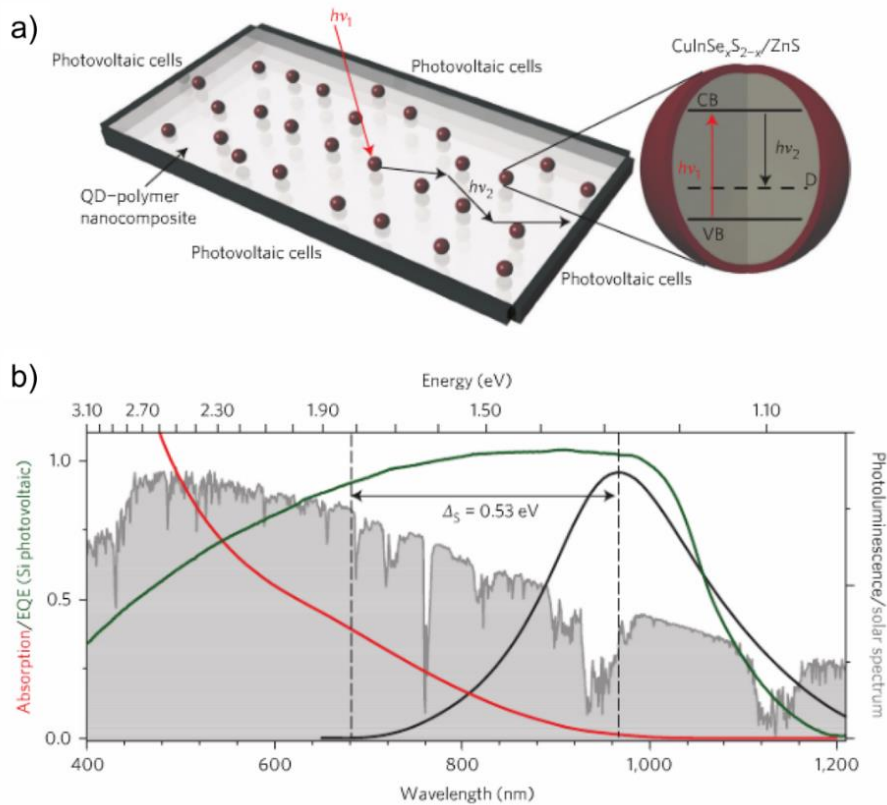 a)
hν₁
CuInSeₓS₂₋ₓ/ZnS
Photovoltaic cells
Photovoltaic cells
CB
hν₂
hν₁
hν₂
D
QD–polymer
nanocomposite
VB
Photovoltaic cells
Photovoltaic cells
b)
Energy (eV)
3.10 2.70 2.30 1.90 1.50 1.10
Absorption/EQE (Si photovoltaic)
1.0
0.5
0.0
Δ_S = 0.53 eV
Photoluminescence/solar spectrum
400 600 800 1,000 1,200
Wavelength (nm)